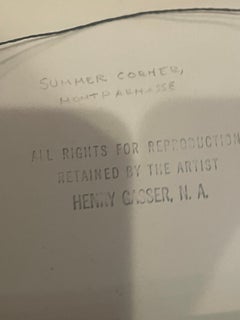 SUMMER CORNER,
MONTPARNASSE
ALL RIGHTS FOR REPRODUCTION
RETAINED BY THE ARTIST
HENRY GASSER, N. A.